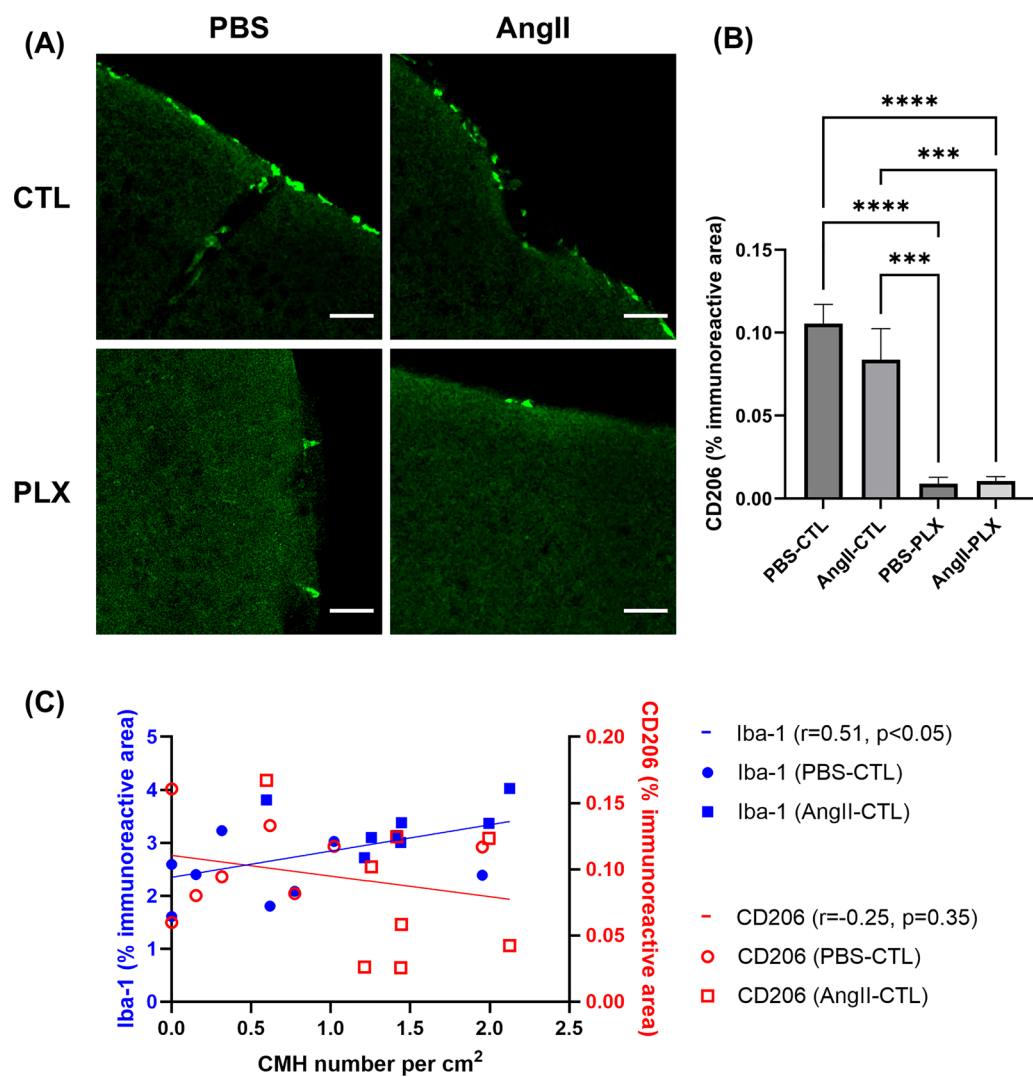 (A)
PBS
AngII
CTL
PLX
(B)
****
***
****
***
CD206 (% immunoreactive area)
0.15
0.10
0.05
0.00
PBS-CTL
AngII-CTL
PBS-PLX
AngII-PLX
(C)
Iba-1 (% immunoreactive area)
5
4
3
2
1
0
0.0 0.5 1.0 1.5 2.0 2.5
CMH number per cm²
0.20
0.15
0.10
0.05
0.00
CD206 (% immunoreactive area)
Iba-1 (r=0.51, p<0.05)
Iba-1 (PBS-CTL)
Iba-1 (AngII-CTL)
CD206 (r=-0.25, p=0.35)
CD206 (PBS-CTL)
CD206 (AngII-CTL)